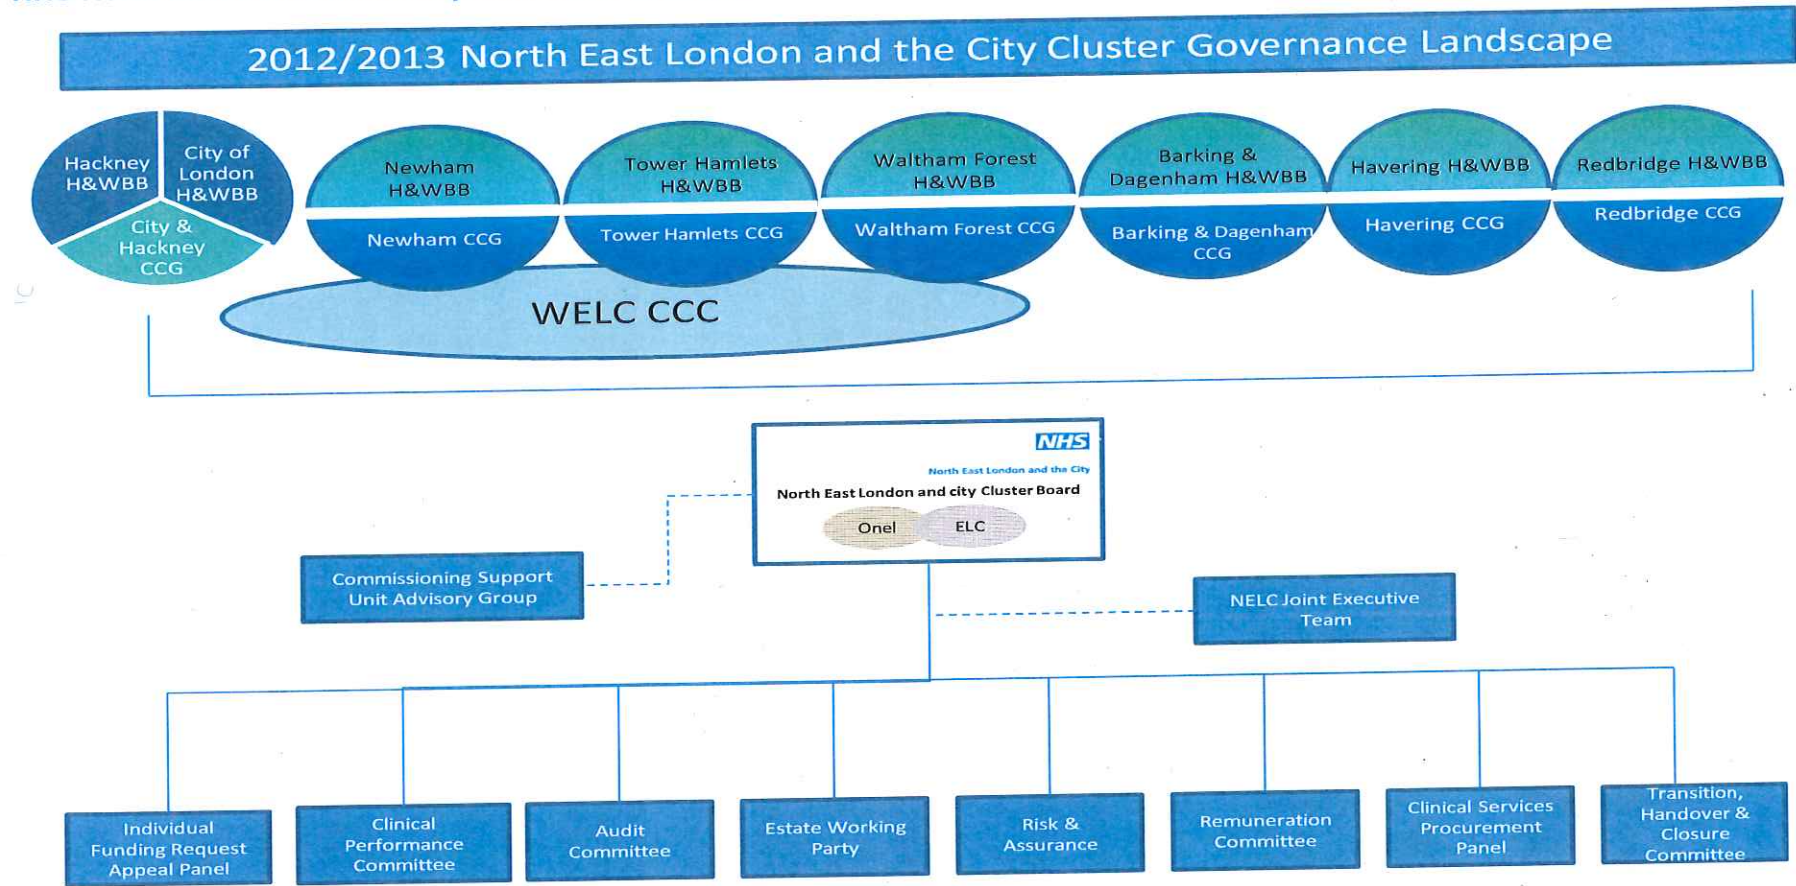 2012/2013 North East London and the City Cluster Governance Landscape
Hackney
H&WBB
City of
London
H&WBB
City &
Hackney
CCG
Newham
H&WBB
Newham CCG
Tower Hamlets
H&WBB
Tower Hamlets CCG
Waltham Forest
H&WBB
Waltham Forest CCG
Barking &
Dagenham H&WBB
Barking & Dagenham
CCG
Havering H&WBB
Havering CCG
Redbridge H&WBB
Redbridge CCG
WELC CCC
NHS
North East London and the City
North East London and city Cluster Board
Onel
ELC
Commissioning Support
Unit Advisory Group
NELC Joint Executive
Team
Individual
Funding Request
Appeal Panel
Clinical
Performance
Committee
Audit
Committee
Estate Working
Party
Risk &
Assurance
Remuneration
Committee
Clinical Services
Procurement
Panel
Transition,
Handover &
Closure
Committee